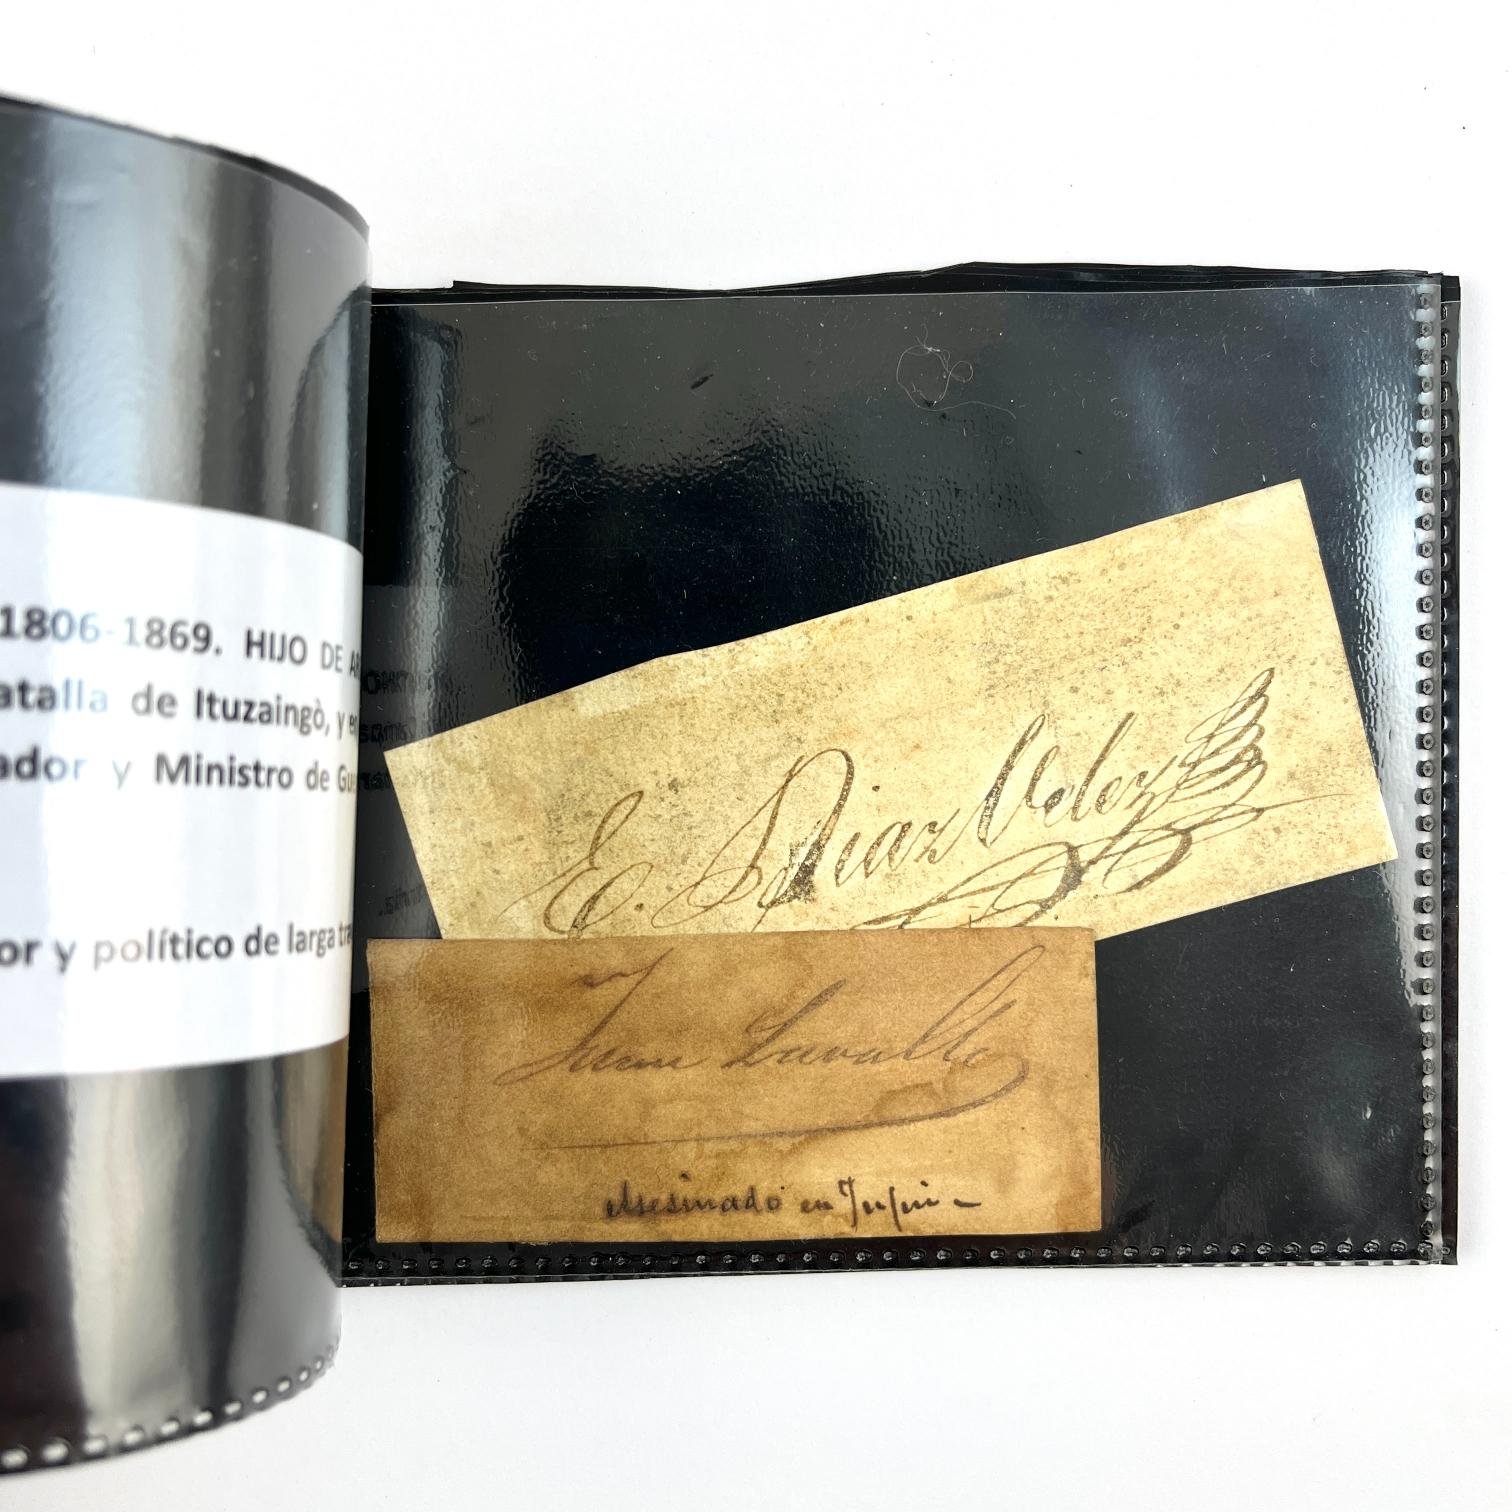 1806-1869. HIJO DE
atalla de Ituzaingò, y
ador y Ministro de
or y político de larga
E. Diaz Velez
Juan Lavalle
Asesinado en Jujui -